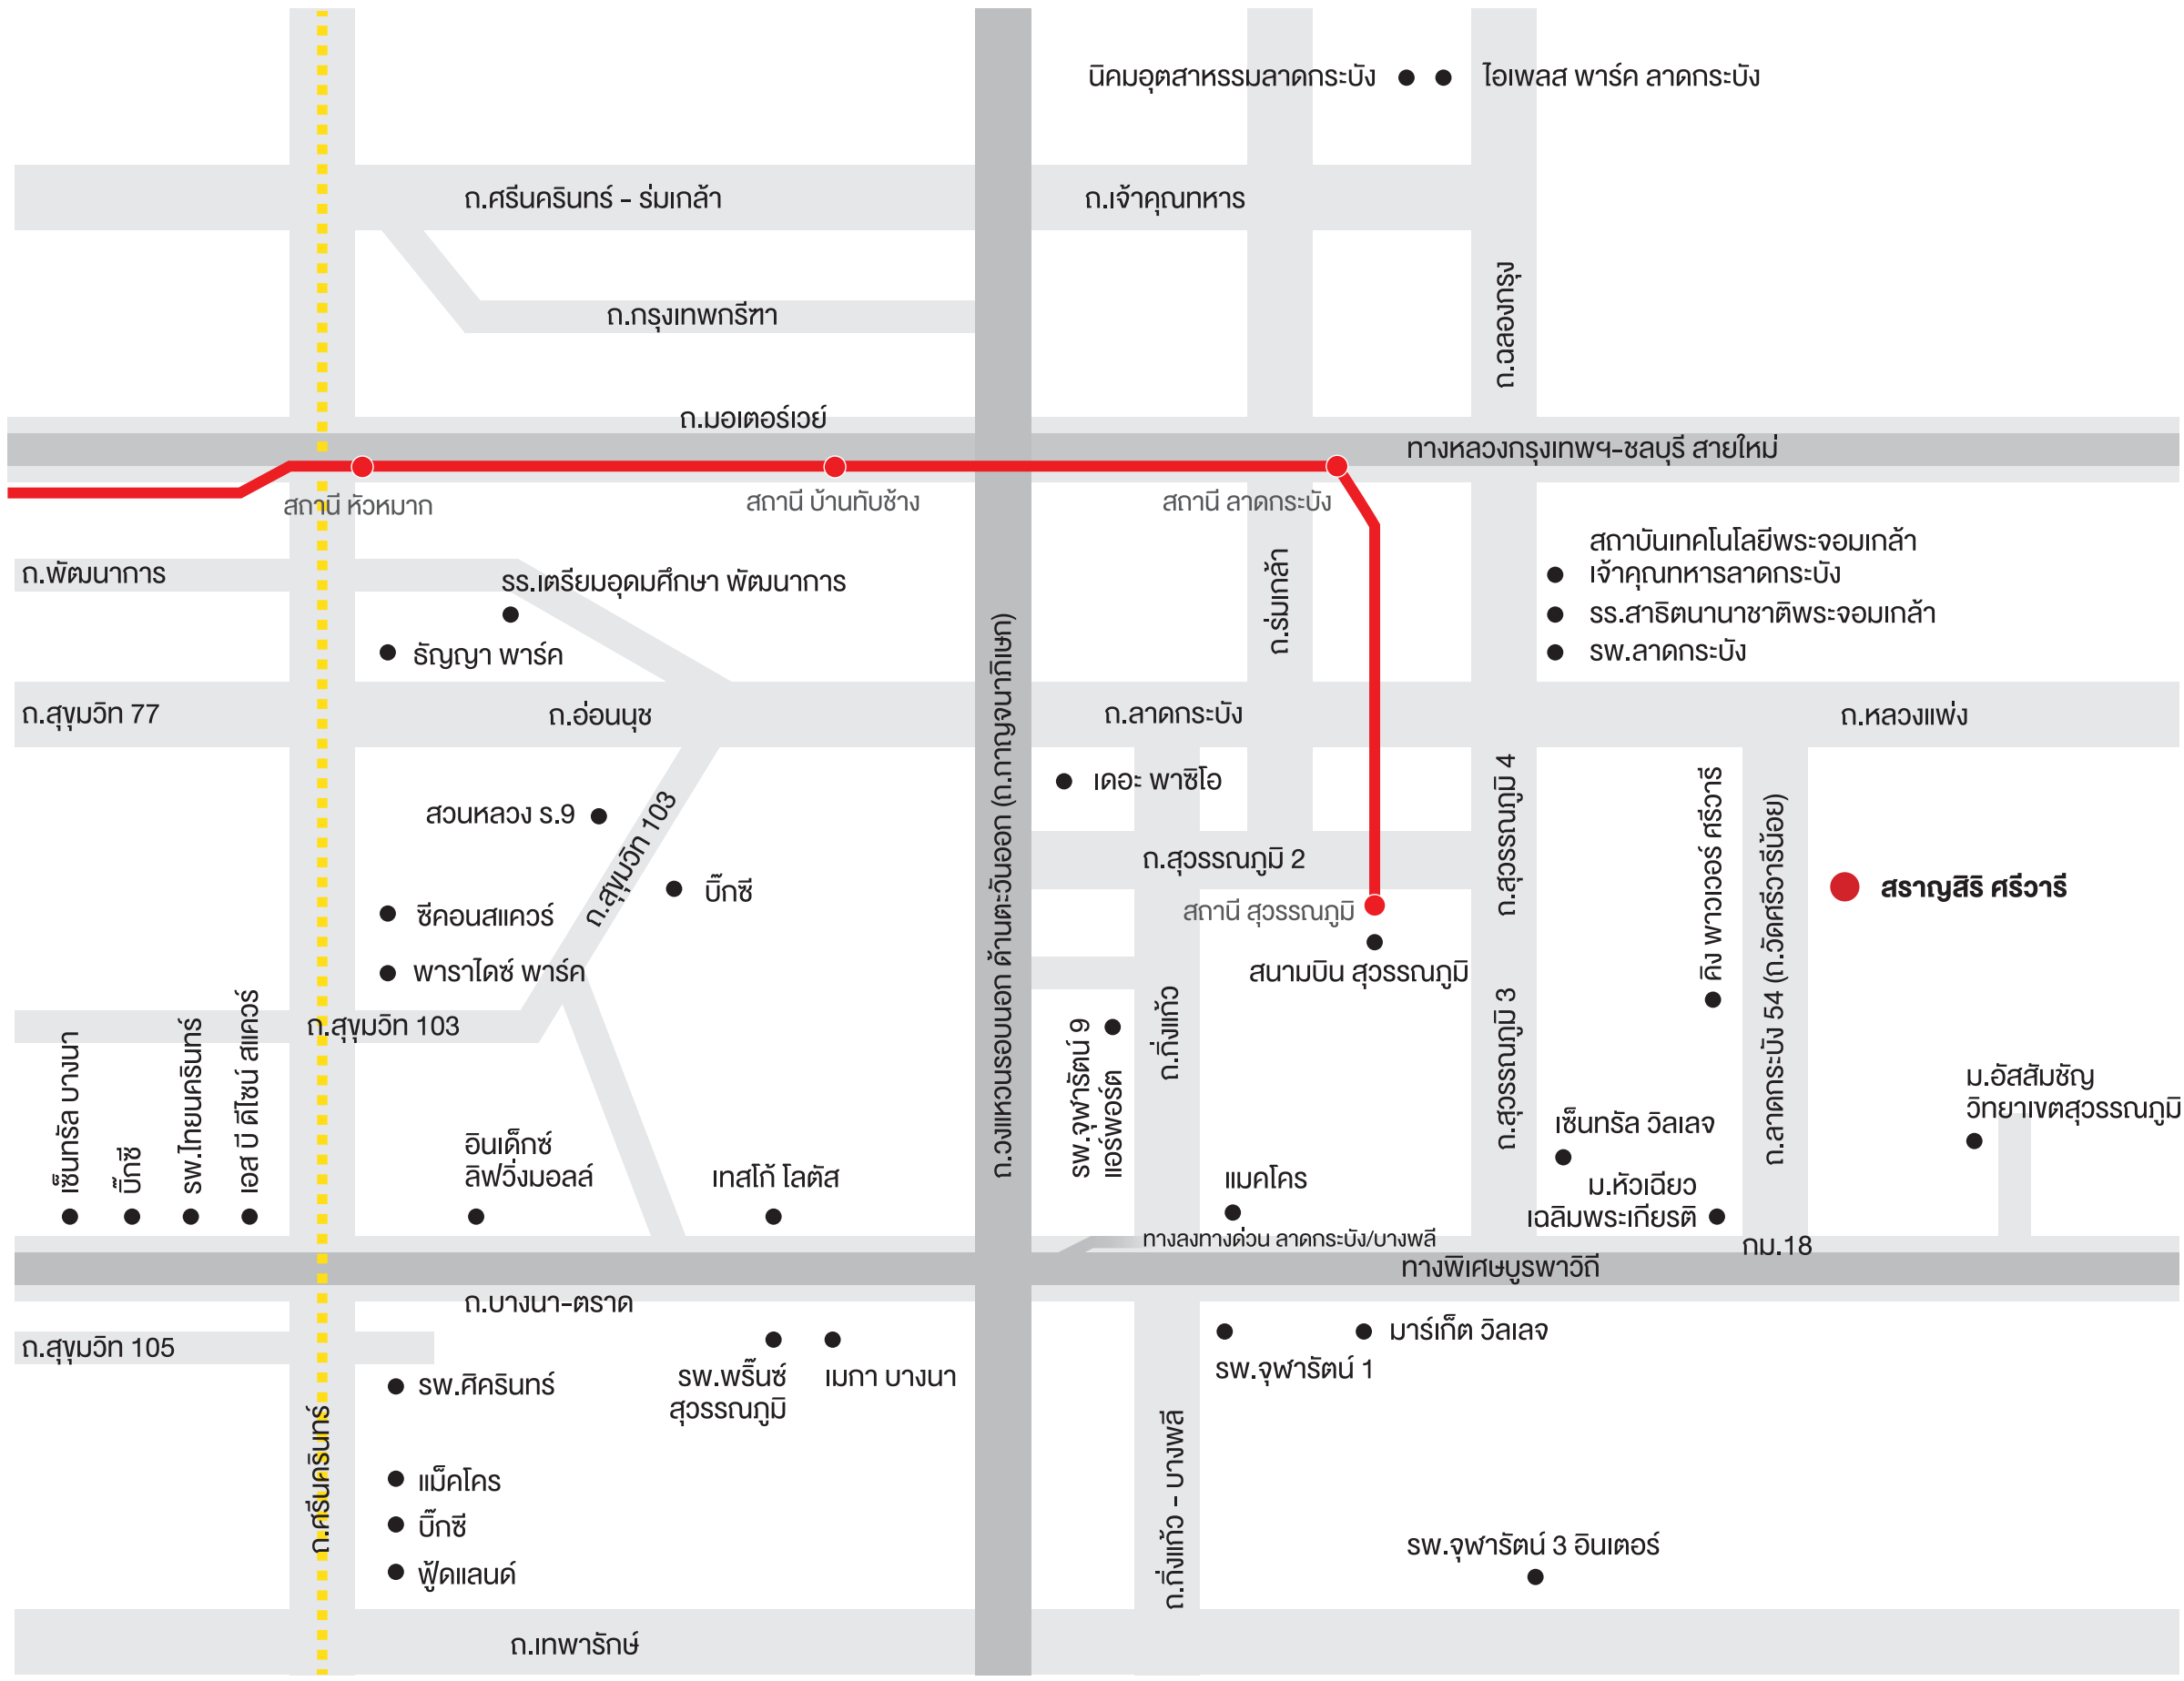 นิคมอุตสาหรรมลาดกระบัง
ไอเพลส พาร์ค ลาดกระบัง
ถ.ศรีนครินทร์ - ร่มเกล้า
ถ.เจ้าคุณทหาร
ถ.กรุงเทพกรีฑา
ถ.ฉลองกรุง
ถ.มอเตอร์เวย์
ทางหลวงกรุงเทพฯ-ชลบุรี สายใหม่
สถานี หัวหมาก
สถานี บ้านทับช้าง
สถานี ลาดกระบัง
ถ.พัฒนาการ
รร.เตรียมอุดมศึกษา พัฒนาการ
ธัญญา พาร์ค
ถ.ร่มเกล้า
สถาบันเทคโนโลยีพระจอมเกล้า
เจ้าคุณทหารลาดกระบัง
รร.สาธิตนานาชาติพระจอมเกล้า
รพ.ลาดกระบัง
ถ.สุขุมวิท 77
ถ.อ่อนนุช
ถ.ลาดกระบัง
ถ.หลวงแพ่ง
ถ.วงแหวนรอบนอก ฝั่งตะวันออก (ถ.กาญจนาภิเษก)
เดอะ พาซิโอ
สวนหลวง ร.9
ถ.สุขุมวิท 103
บิ๊กซี
ถ.สุวรรณภูมิ 2
ถ.สุวรรณภูมิ 4
คิง พาวเวอร์ ศรีวารี
ถ.ลาดกระบัง 54 (ถ.วัดศรีวารีน้อย)
สราญสิริ ศรีวารี
ซีคอนสแควร์
พาราไดซ์ พาร์ค
สถานี สุวรรณภูมิ
สนามบิน สุวรรณภูมิ
ถ.สุขุมวิท 103
เซ็นทรัล บางนา
บิ๊กซี
รพ.ไทยนครินทร์
เอส บี ดีไซน์ สแควร์
รพ.จุฬารัตน์ 9
แอร์พอร์ต
ถ.กิ่งแก้ว
ถ.สุวรรณภูมิ 3
ม.อัสสัมชัญ
วิทยาเขตสุวรรณภูมิ
อินเด็กซ์
ลิฟวิ่งมอลล์
เทสโก้ โลตัส
แมคโคร
เซ็นทรัล วิลเลจ
ม.หัวเฉียว
เฉลิมพระเกียรติ
ทางลงทางด่วน ลาดกระบัง/บางพลี
กม.18
ทางพิเศษบูรพาวิถี
ถ.บางนา-ตราด
ถ.สุขุมวิท 105
รพ.ศิครินทร์
รพ.พริ๊นซ์
สุวรรณภูมิ
เมกา บางนา
รพ.จุฬารัตน์ 1
มาร์เก็ต วิลเลจ
ถ.ศรีนครินทร์
แม็คโคร
บิ๊กซี
ฟู้ดแลนด์
ถ.กิ่งแก้ว - บางพลี
รพ.จุฬารัตน์ 3 อินเตอร์
ถ.เทพารักษ์